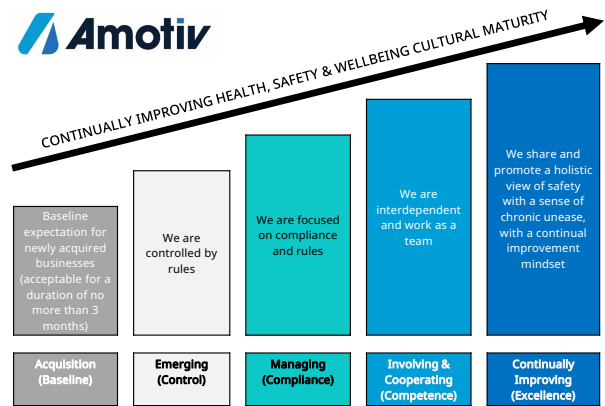 Amotiv
CONTINUALLY IMPROVING HEALTH, SAFETY & WELLBEING CULTURAL MATURITY
Baseline
expectation for
newly acquired
businesses
(acceptable for a
duration of no
more than 3
months)
We are
controlled by
rules
We are focused
on compliance
and rules
We are
interdependent
and work as a
team
We share and
promote a holistic
view of safety
with a sense of
chronic unease,
with a continual
improvement
mindset
Acquisition
(Baseline)
Emerging
(Control)
Managing
(Compliance)
Involving &
Cooperating
(Competence)
Continually
Improving
(Excellence)